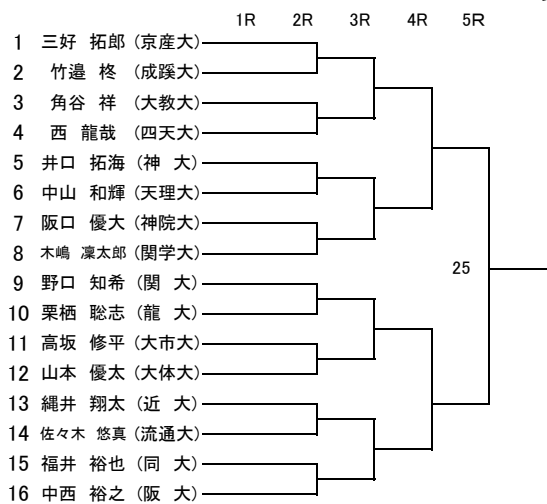 1R 2R 3R 4R 5R
1 三好 拓郎 (京産大)
2 竹邉 柊 (成蹊大)
3 角谷 祥 (大教大)
4 西 龍哉 (四天大)
5 井口 拓海 (神 大)
6 中山 和輝 (天理大)
7 阪口 優大 (神院大)
8 木嶋 凜太郎 (関学大)
9 野口 知希 (関 大)
25
10 栗栖 聡志 (龍 大)
11 高坂 修平 (大市大)
12 山本 優太 (大体大)
13 縄井 翔太 (近 大)
14 佐々木 悠真 (流通大)
15 福井 裕也 (同 大)
16 中西 裕之 (阪 大)